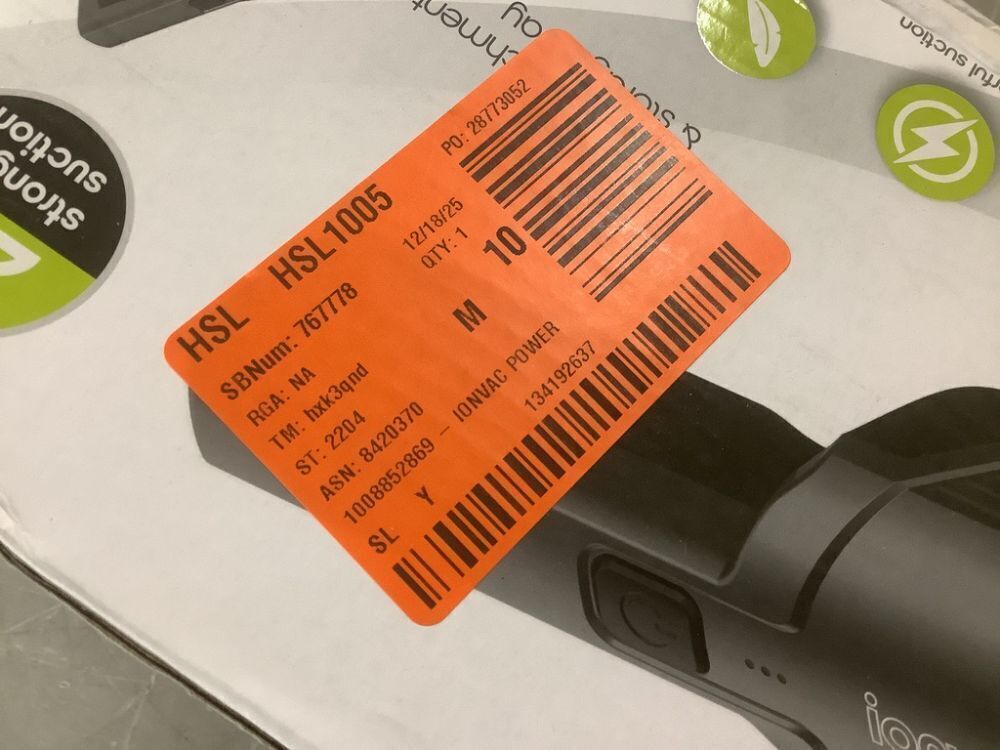 HSL HSL1005
PO: 28773052
SBNum: 767778
12/18/25
RGA: NA
QTY: 1
TM: hxk3qnd
10
ST: 2204
M
ASN: 8420370
1008852869 - IONVAC POWER
SL Y
134192637
suction
suction